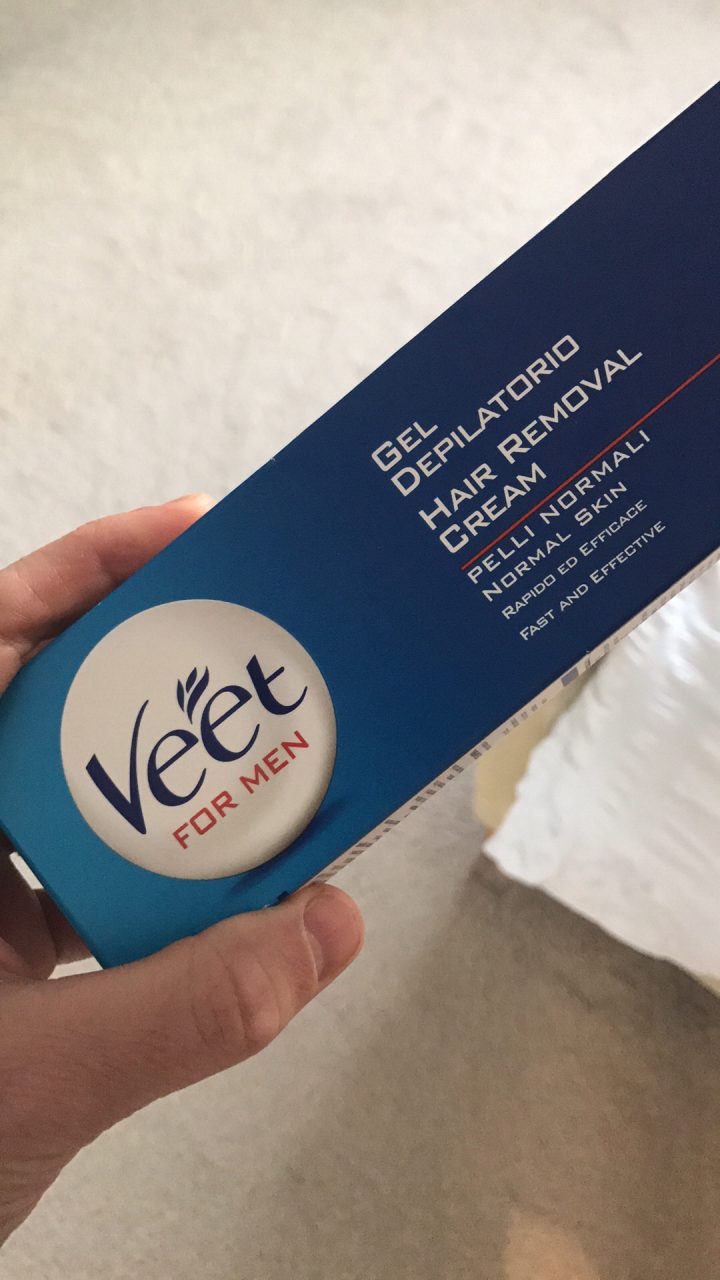 GEL
DEPILATORIO
HAIR REMOVAL
CREAM
PELLI NORMALI
NORMAL SKIN
RAPIDO ED EFFICACE
FAST AND EFFECTIVE
Veet
FOR MEN